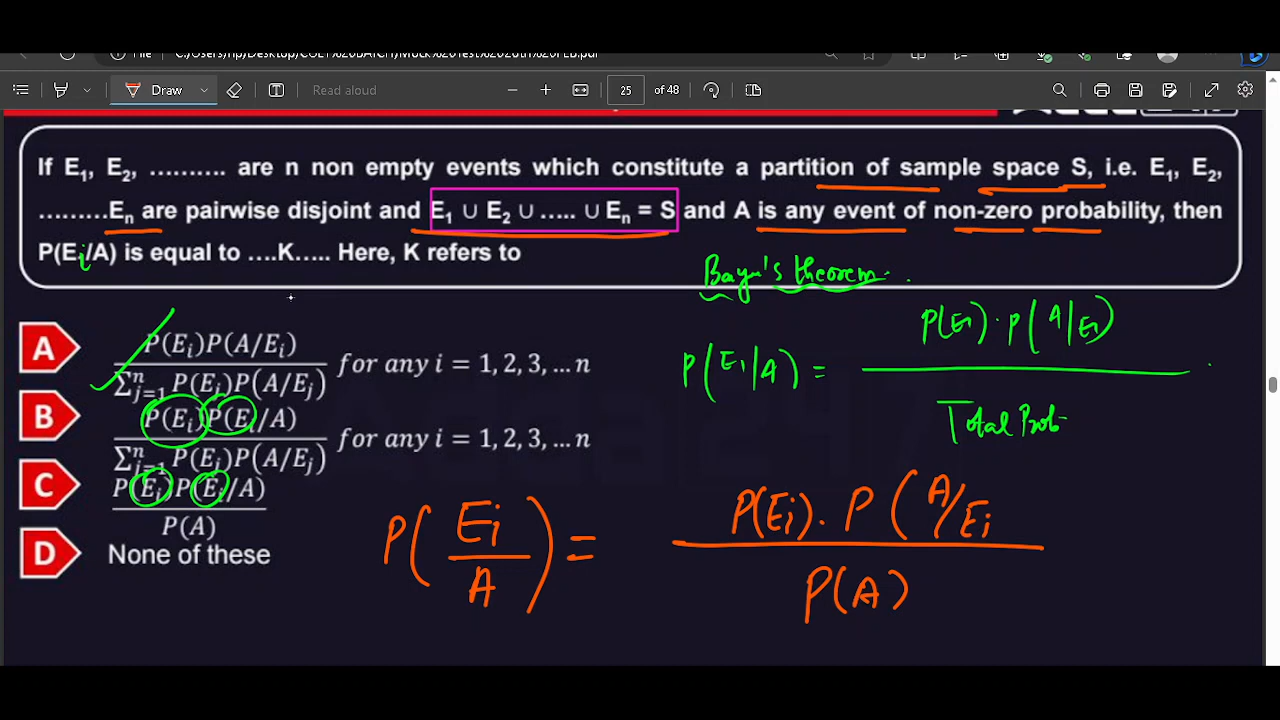 Draw
Read aloud
25 of 48
If E₁, E₂, ………. are n non empty events which constitute a partition of sample space S, i.e. E₁, E₂,
………Eₙ are pairwise disjoint and E₁ ∪ E₂ ∪ ….. ∪ Eₙ = S and A is any event of non-zero probability, then
P(Eᵢ/A) is equal to ….K….. Here, K refers to
Baye's theorem
A P(Eᵢ)P(A/Eᵢ) / ∑ⁿⱼ₌₁ P(Eⱼ)P(A/Eⱼ) for any i = 1, 2, 3, … n
B P(Eᵢ)P(Eᵢ/A) / ∑ⁿⱼ₌₁ P(Eⱼ)P(A/Eⱼ) for any i = 1, 2, 3, … n
C P(Eᵢ)P(Eᵢ/A) / P(A)
D None of these
P(Eᵢ/A) = P(Eᵢ)·P(A/Eᵢ) / Total Prob
P(Eᵢ/A) = P(Eᵢ)·P(A/Eᵢ / P(A)